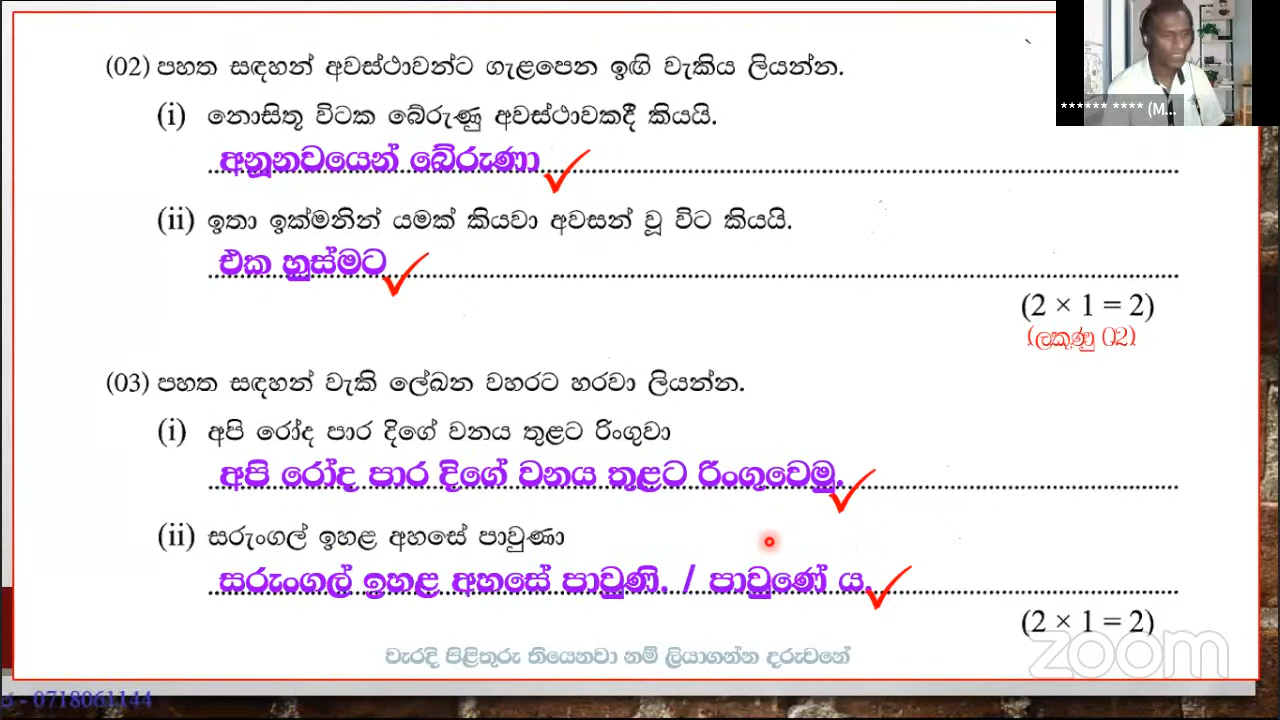 ****** **** (M...
(02) පහත සඳහන් අවස්ථාවන්ට ගැළපෙන ඉඟි වැකිය ලියන්න.
(i) නොසිතූ විටක බේරුණු අවස්ථාවකදී කියයි.
අනූනවයෙන් බේරුණා
(ii) ඉතා ඉක්මනින් යමක් කියවා අවසන් වූ විට කියයි.
එක හුස්මට
(2 × 1 = 2)
(ලකුණු 02)
(03) පහත සඳහන් වැකි ලේඛන වහරට හරවා ලියන්න.
(i) අපි රෝද පාර දිගේ වනය තුළට රිංගුවා
අපි රෝද පාර දිගේ වනය තුළට රිංගුවෙමු.
(ii) සරුංගල් ඉහළ අහසේ පාවුණා
සරුංගල් ඉහළ අහසේ පාවුණි. / පාවුණේ ය.
(2 × 1 = 2)
zoom
වැරදි පිළිතුරු තියෙනවා නම් ලියාගන්න දරුවනේ
- 0718061144